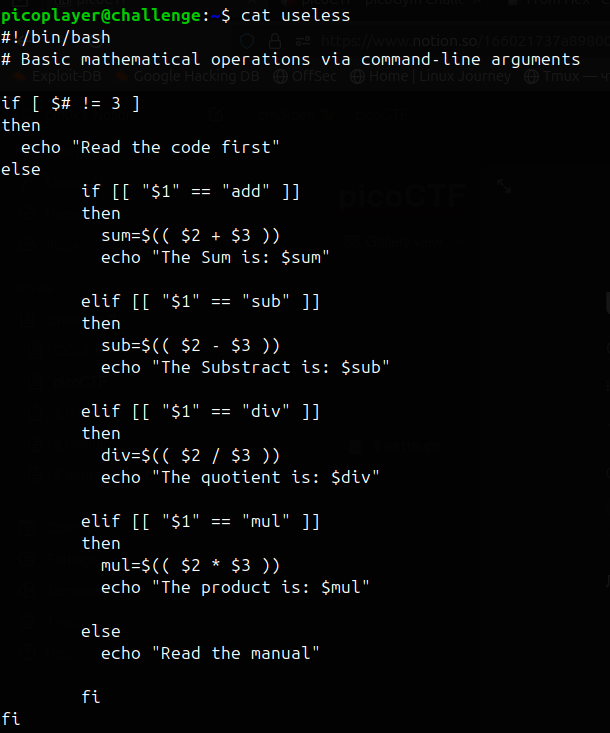 picoplayer@challenge:~$ cat useless
#!/bin/bash
# Basic mathematical operations via command-line arguments
if [ $# != 3 ]
then
  echo "Read the code first"
else
        if [[ "$1" == "add" ]]
        then
          sum=$(( $2 + $3 ))
          echo "The Sum is: $sum"
        elif [[ "$1" == "sub" ]]
        then
          sub=$(( $2 - $3 ))
          echo "The Substract is: $sub"
        elif [[ "$1" == "div" ]]
        then
          div=$(( $2 / $3 ))
          echo "The quotient is: $div"
        elif [[ "$1" == "mul" ]]
        then
          mul=$(( $2 * $3 ))
          echo "The product is: $mul"
        else
          echo "Read the manual"
        fi
fi